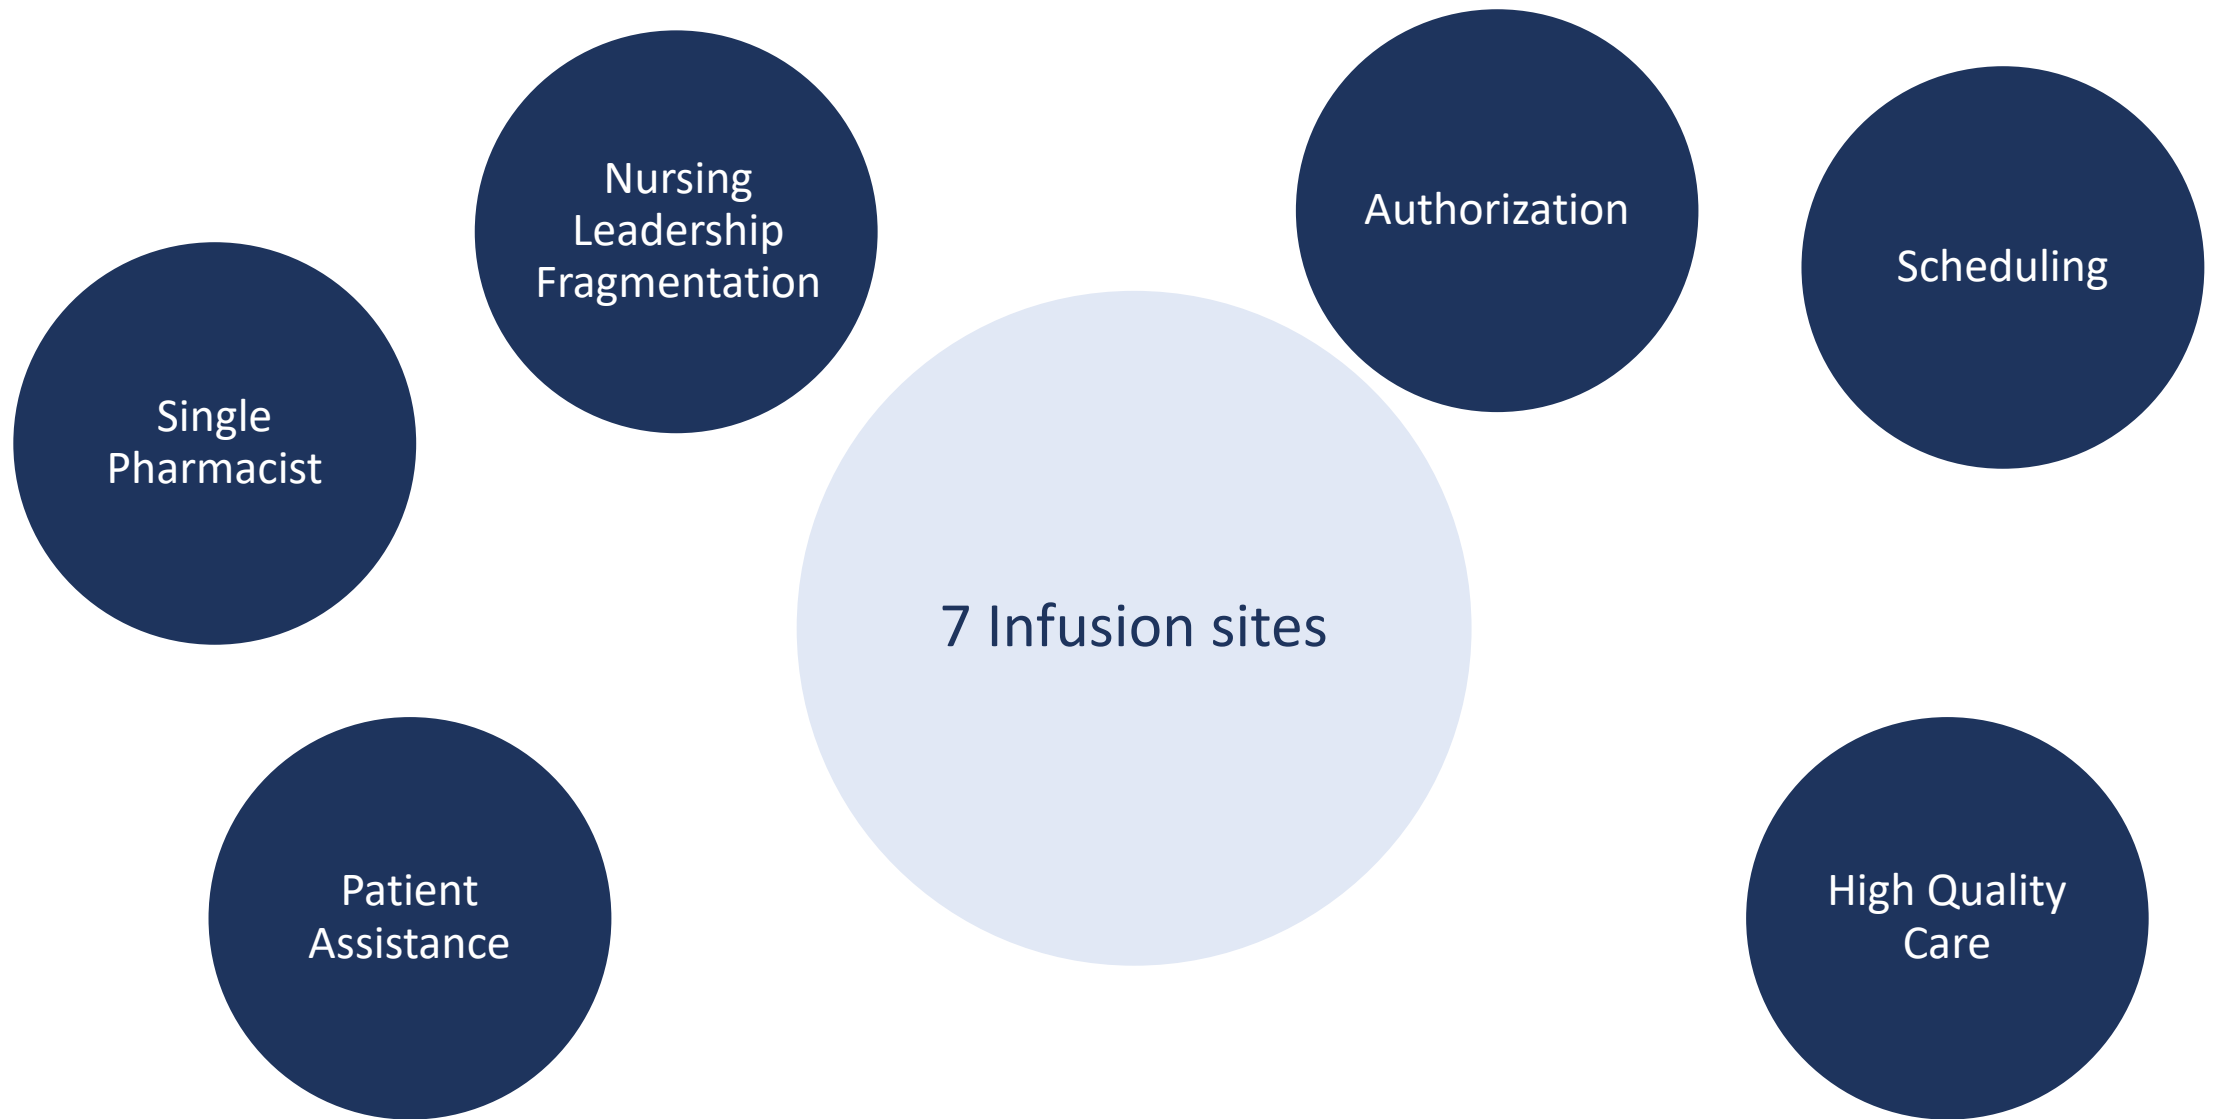 Nursing
Leadership
Fragmentation
Authorization
Scheduling
Single
Pharmacist
7 Infusion sites
Patient
Assistance
High Quality
Care